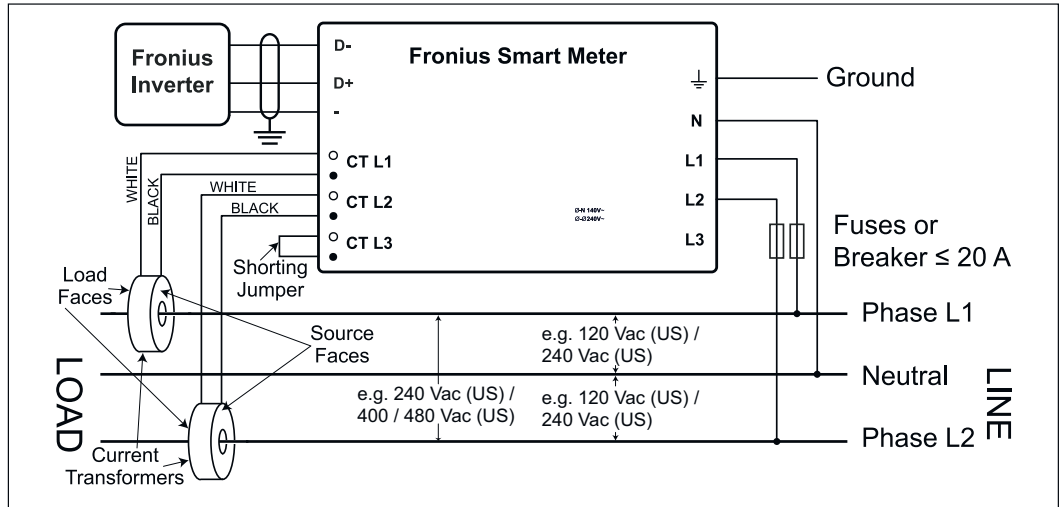 Fronius
Inverter
D-
D+
-
Fronius Smart Meter
Ground
N
L1
L2
L3
CT L1
CT L2
CT L3
WHITE
BLACK
WHITE
BLACK
Ø-N 140V~
Ø-Ø240V~
Shorting
Jumper
Fuses or
Breaker ≤ 20 A
Load
Faces
Source
Faces
Phase L1
e.g. 120 Vac (US) /
240 Vac (US)
Neutral
e.g. 240 Vac (US) /
400 / 480 Vac (US)
e.g. 120 Vac (US) /
240 Vac (US)
Phase L2
LOAD
LINE
Current
Transformers